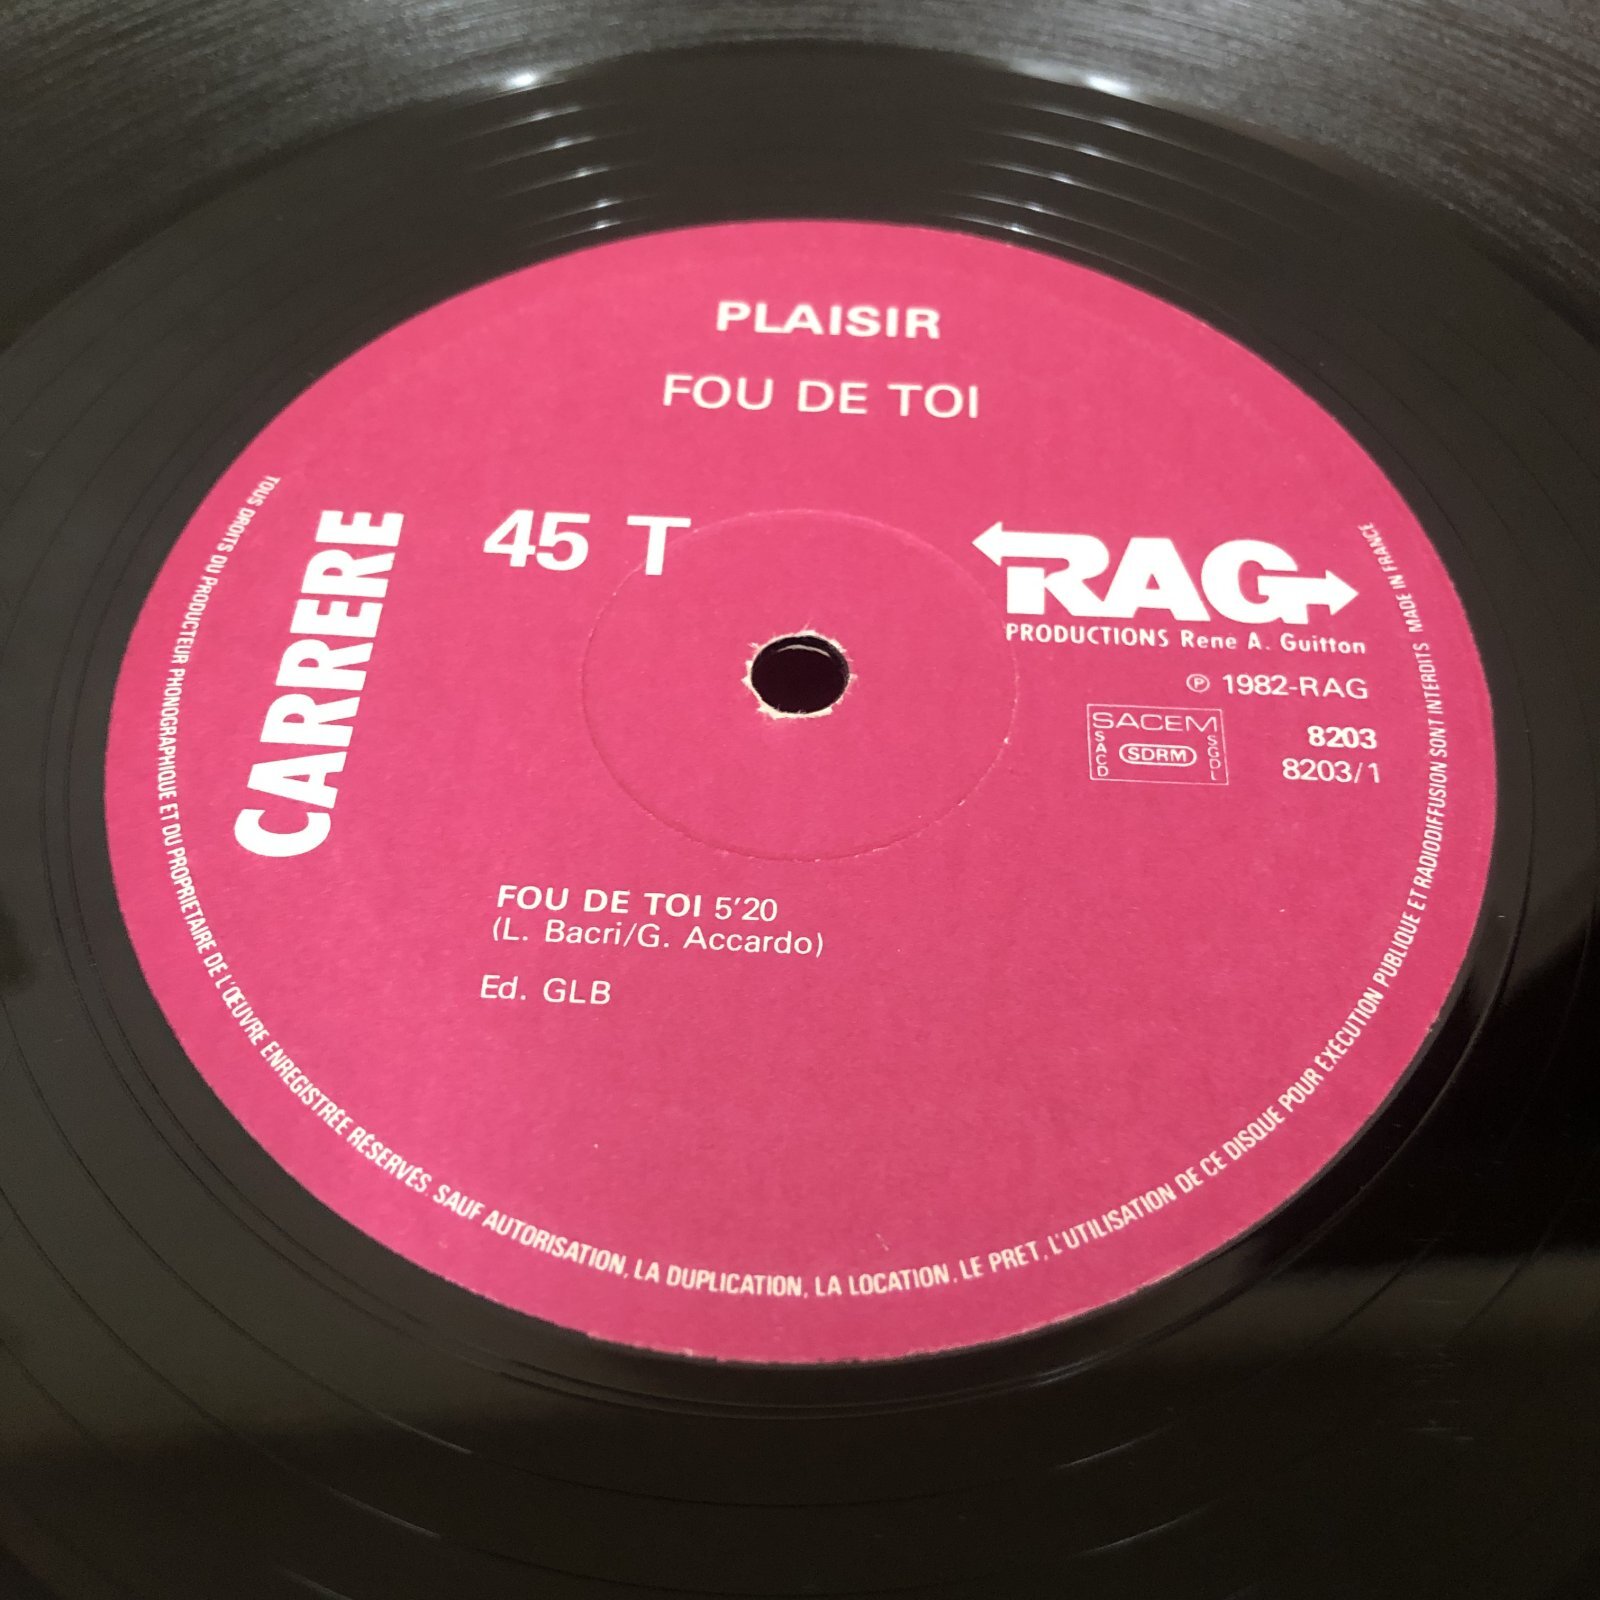 PLAISIR
FOU DE TOI
45 T
CARRERE
RAG
PRODUCTIONS René A. Guitton
℗ 1982-RAG
SACEM
SACD
SDRM
SGDL
8203
8203/1
FOU DE TOI 5'20
(L. Bacri/G. Accardo)
Ed. GLB
TOUS DROITS DU PRODUCTEUR PHONOGRAPHIQUE ET DU PROPRIETAIRE DE L'ŒUVRE ENREGISTRÉE RÉSERVÉS. SAUF AUTORISATION, LA DUPLICATION, LA LOCATION, LE PRET, L'UTILISATION DE CE DISQUE POUR EXÉCUTION PUBLIQUE ET RADIODIFFUSION SONT INTERDITS MADE IN FRANCE